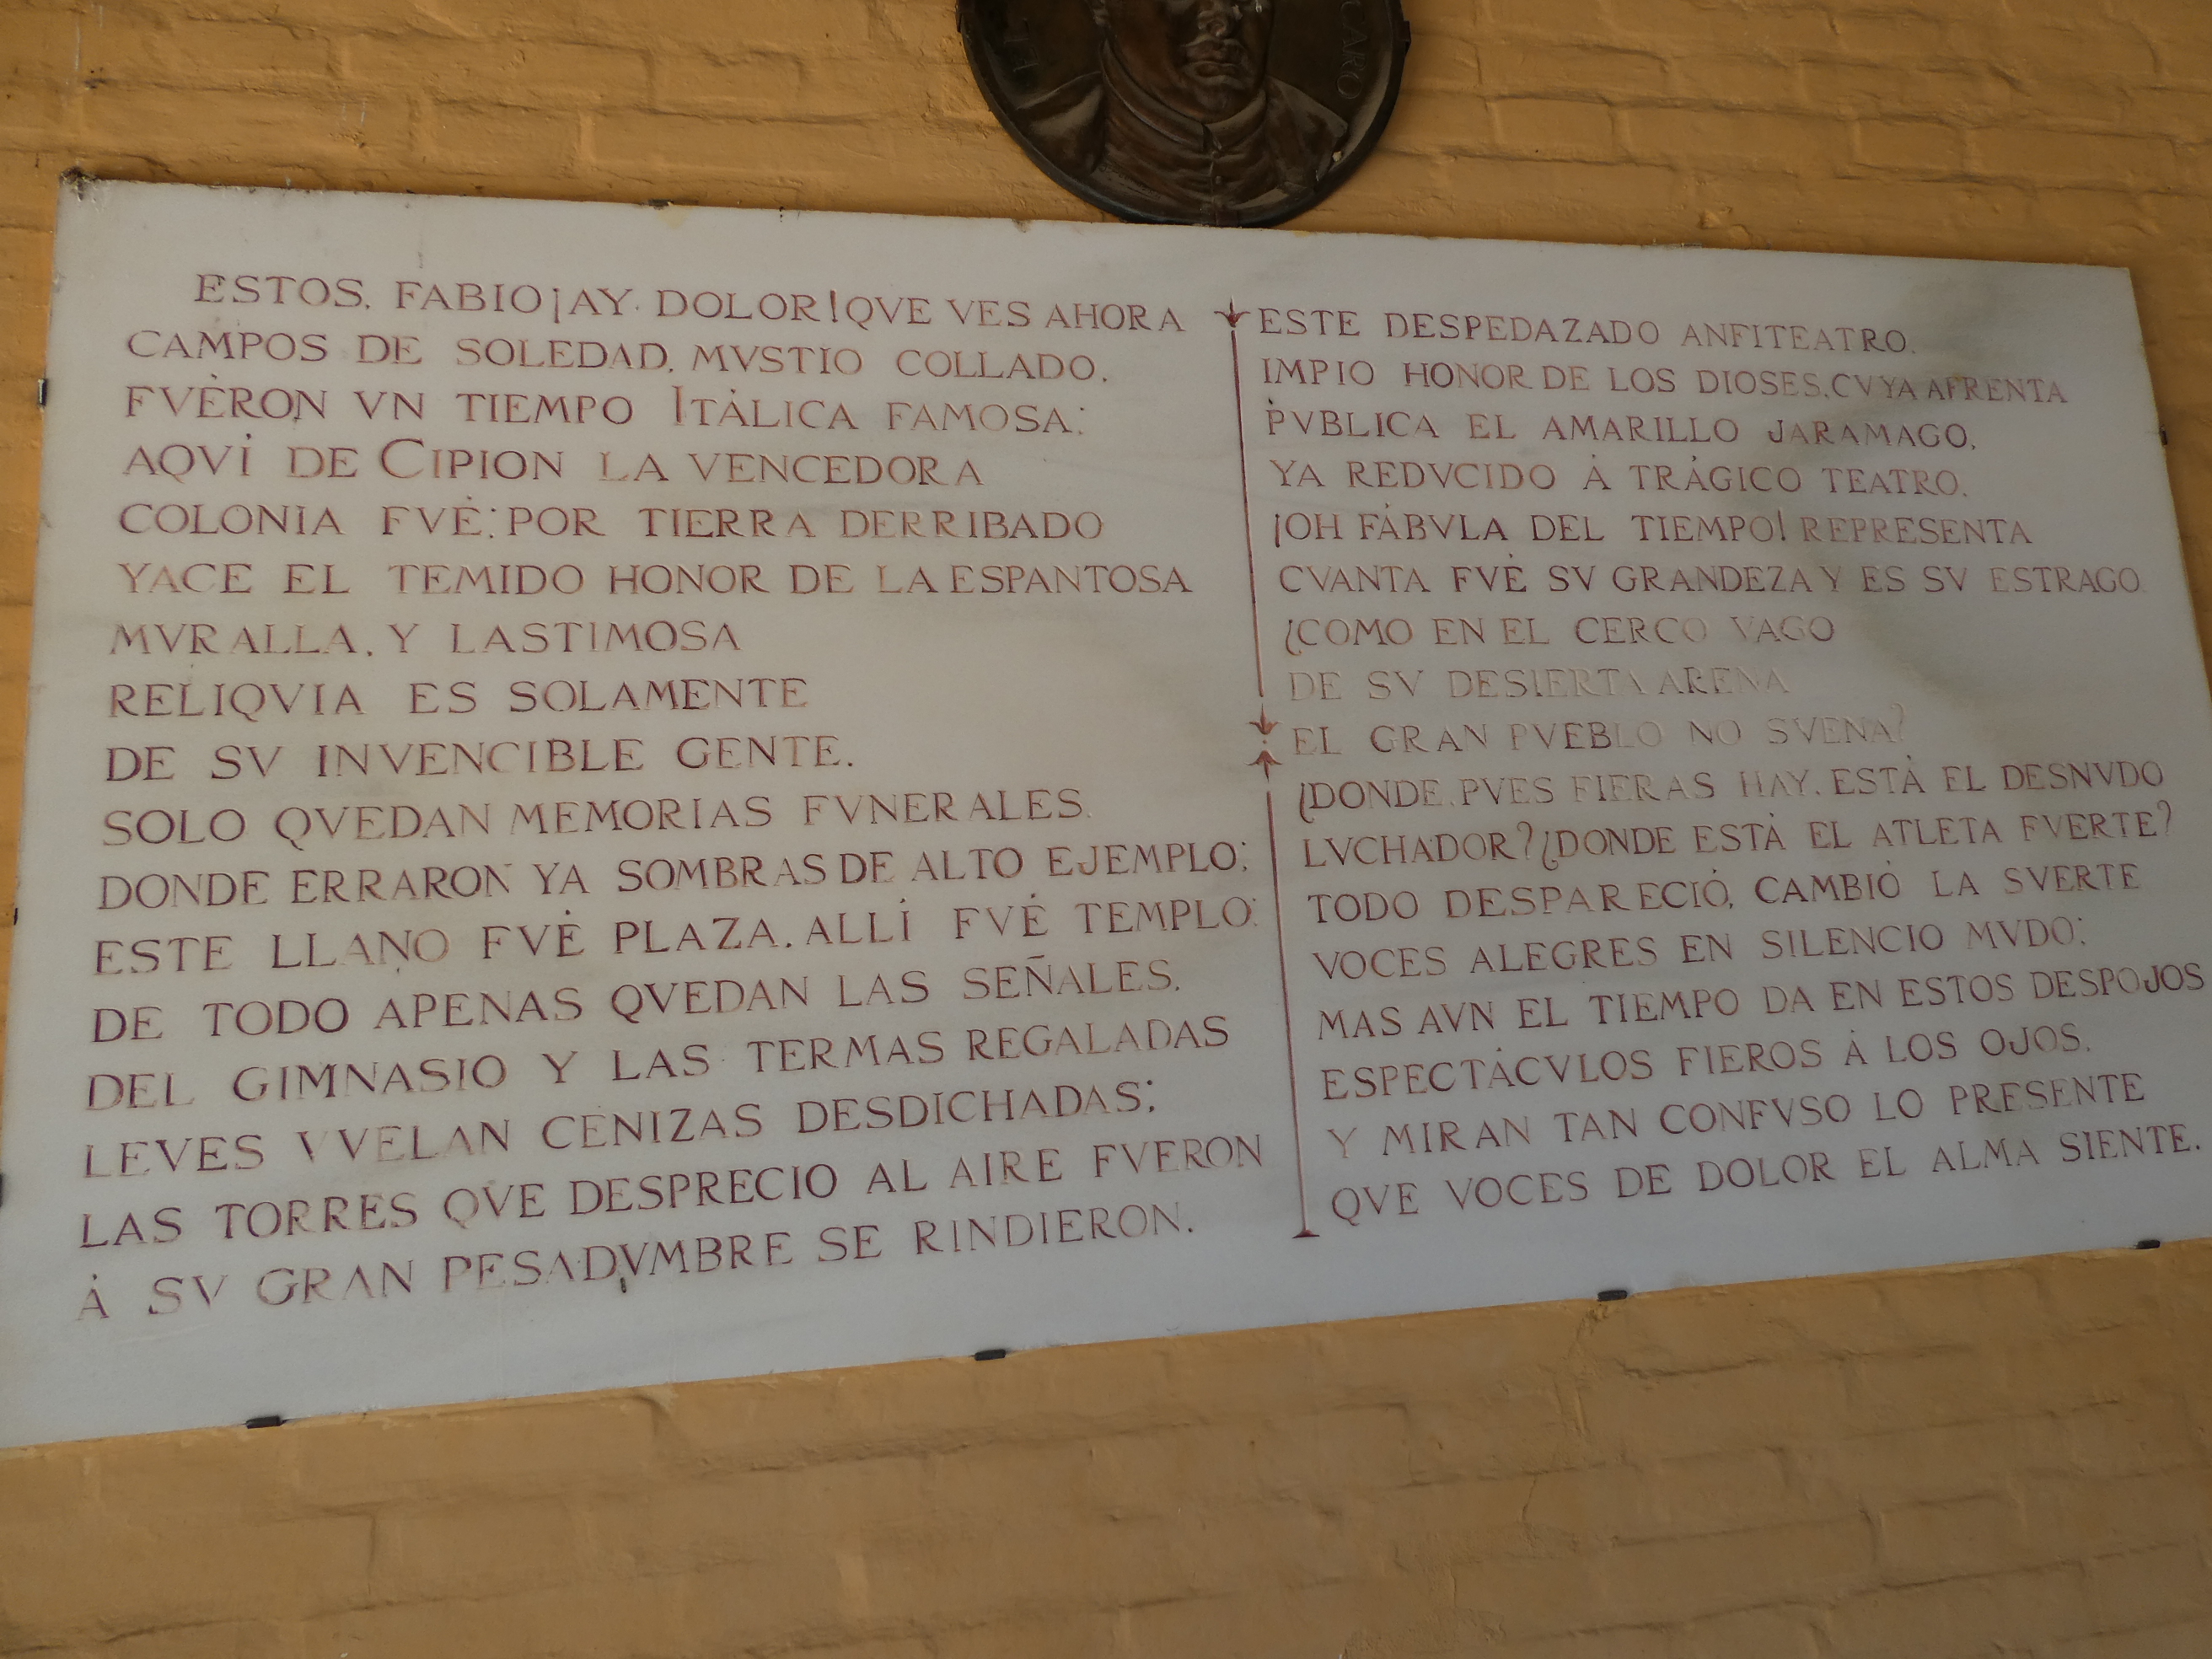 CARO
ESTOS, FABIO ¡AY DOLOR! QVE VES AHORA
CAMPOS DE SOLEDAD, MVSTIO COLLADO,
FVÉRON VN TIEMPO ITÁLICA FAMOSA;
AQVÍ DE CIPION LA VENCEDORA
COLONIA FVÉ; POR TIERRA DERRIBADO
YACE EL TEMIDO HONOR DE LA ESPANTOSA
MVRALLA, Y LASTIMOSA
RELIQVIA ES SOLAMENTE
DE SV INVENCIBLE GENTE.
SOLO QVEDAN MEMORIAS FVNERALES,
DONDE ERRARON YA SOMBRAS DE ALTO EJEMPLO;
ESTE LLANO FVÉ PLAZA, ALLÍ FVÉ TEMPLO;
DE TODO APENAS QVEDAN LAS SEÑALES.
DEL GIMNASIO Y LAS TERMAS REGALADAS
LEVES VVELAN CENIZAS DESDICHADAS;
LAS TORRES QVE DESPRECIO AL AIRE FVERON
Á SV GRAN PESADVMBRE SE RINDIERON.
ESTE DESPEDAZADO ANFITEATRO,
IMPIO HONOR DE LOS DIOSES, CVYA AFRENTA
PVBLICA EL AMARILLO JARAMAGO,
YA REDVCIDO Á TRÁGICO TEATRO,
¡OH FÁBVLA DEL TIEMPO! REPRESENTA
CVANTA FVÉ SV GRANDEZA Y ES SV ESTRAGO.
¿COMO EN EL CERCO VAGO
DE SV DESIERTA ARENA
EL GRAN PVEBLO NO SVENA?
¿DONDE, PVES FIERAS HAY, ESTÁ EL DESNVDO
LVCHADOR? ¿DONDE ESTÁ EL ATLETA FVERTE?
TODO DESPARECIÓ, CAMBIÓ LA SVERTE
VOCES ALEGRES EN SILENCIO MVDO;
MAS AVN EL TIEMPO DA EN ESTOS DESPOJOS
ESPECTÁCVLOS FIEROS Á LOS OJOS,
Y MIRAN TAN CONFVSO LO PRESENTE
QVE VOCES DE DOLOR EL ALMA SIENTE.